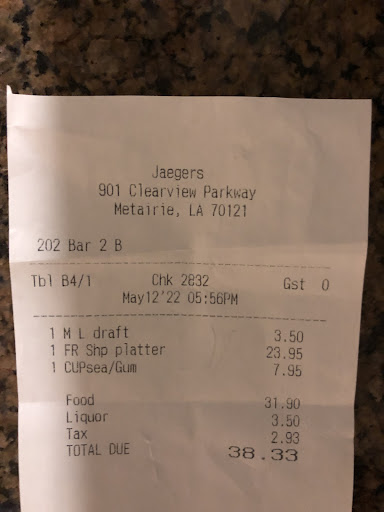 Jaegers
901 Clearview Parkway
Metairie, LA 70121
202 Bar 2 B
Tbl B4/1 Chk 2832 Gst 0
May12'22 05:56PM
1 M L draft 3.50
1 FR Shp platter 23.95
1 CUPsea/Gum 7.95
Food 31.90
Liquor 3.50
Tax 2.93
TOTAL DUE 38.33